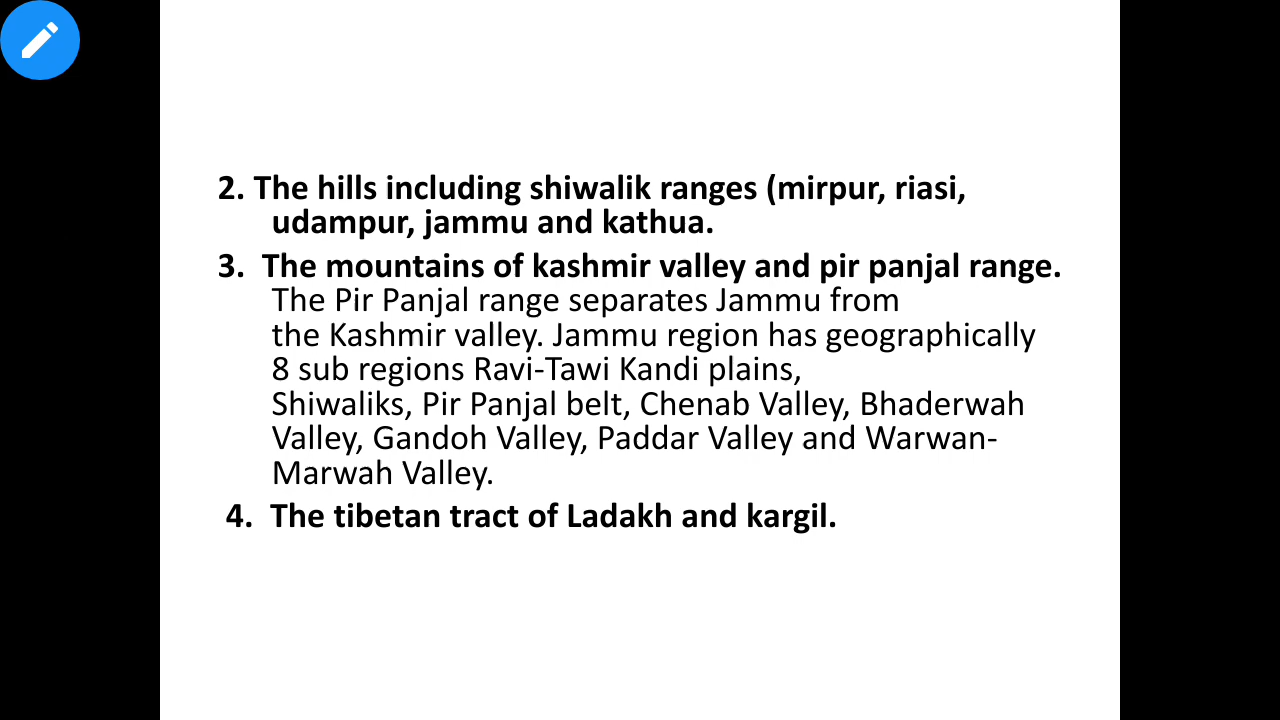 2. The hills including shiwalik ranges (mirpur, riasi,
udampur, jammu and kathua.
3. The mountains of kashmir valley and pir panjal range.
The Pir Panjal range separates Jammu from
the Kashmir valley. Jammu region has geographically
8 sub regions Ravi-Tawi Kandi plains,
Shiwaliks, Pir Panjal belt, Chenab Valley, Bhaderwah
Valley, Gandoh Valley, Paddar Valley and Warwan-
Marwah Valley.
4. The tibetan tract of Ladakh and kargil.